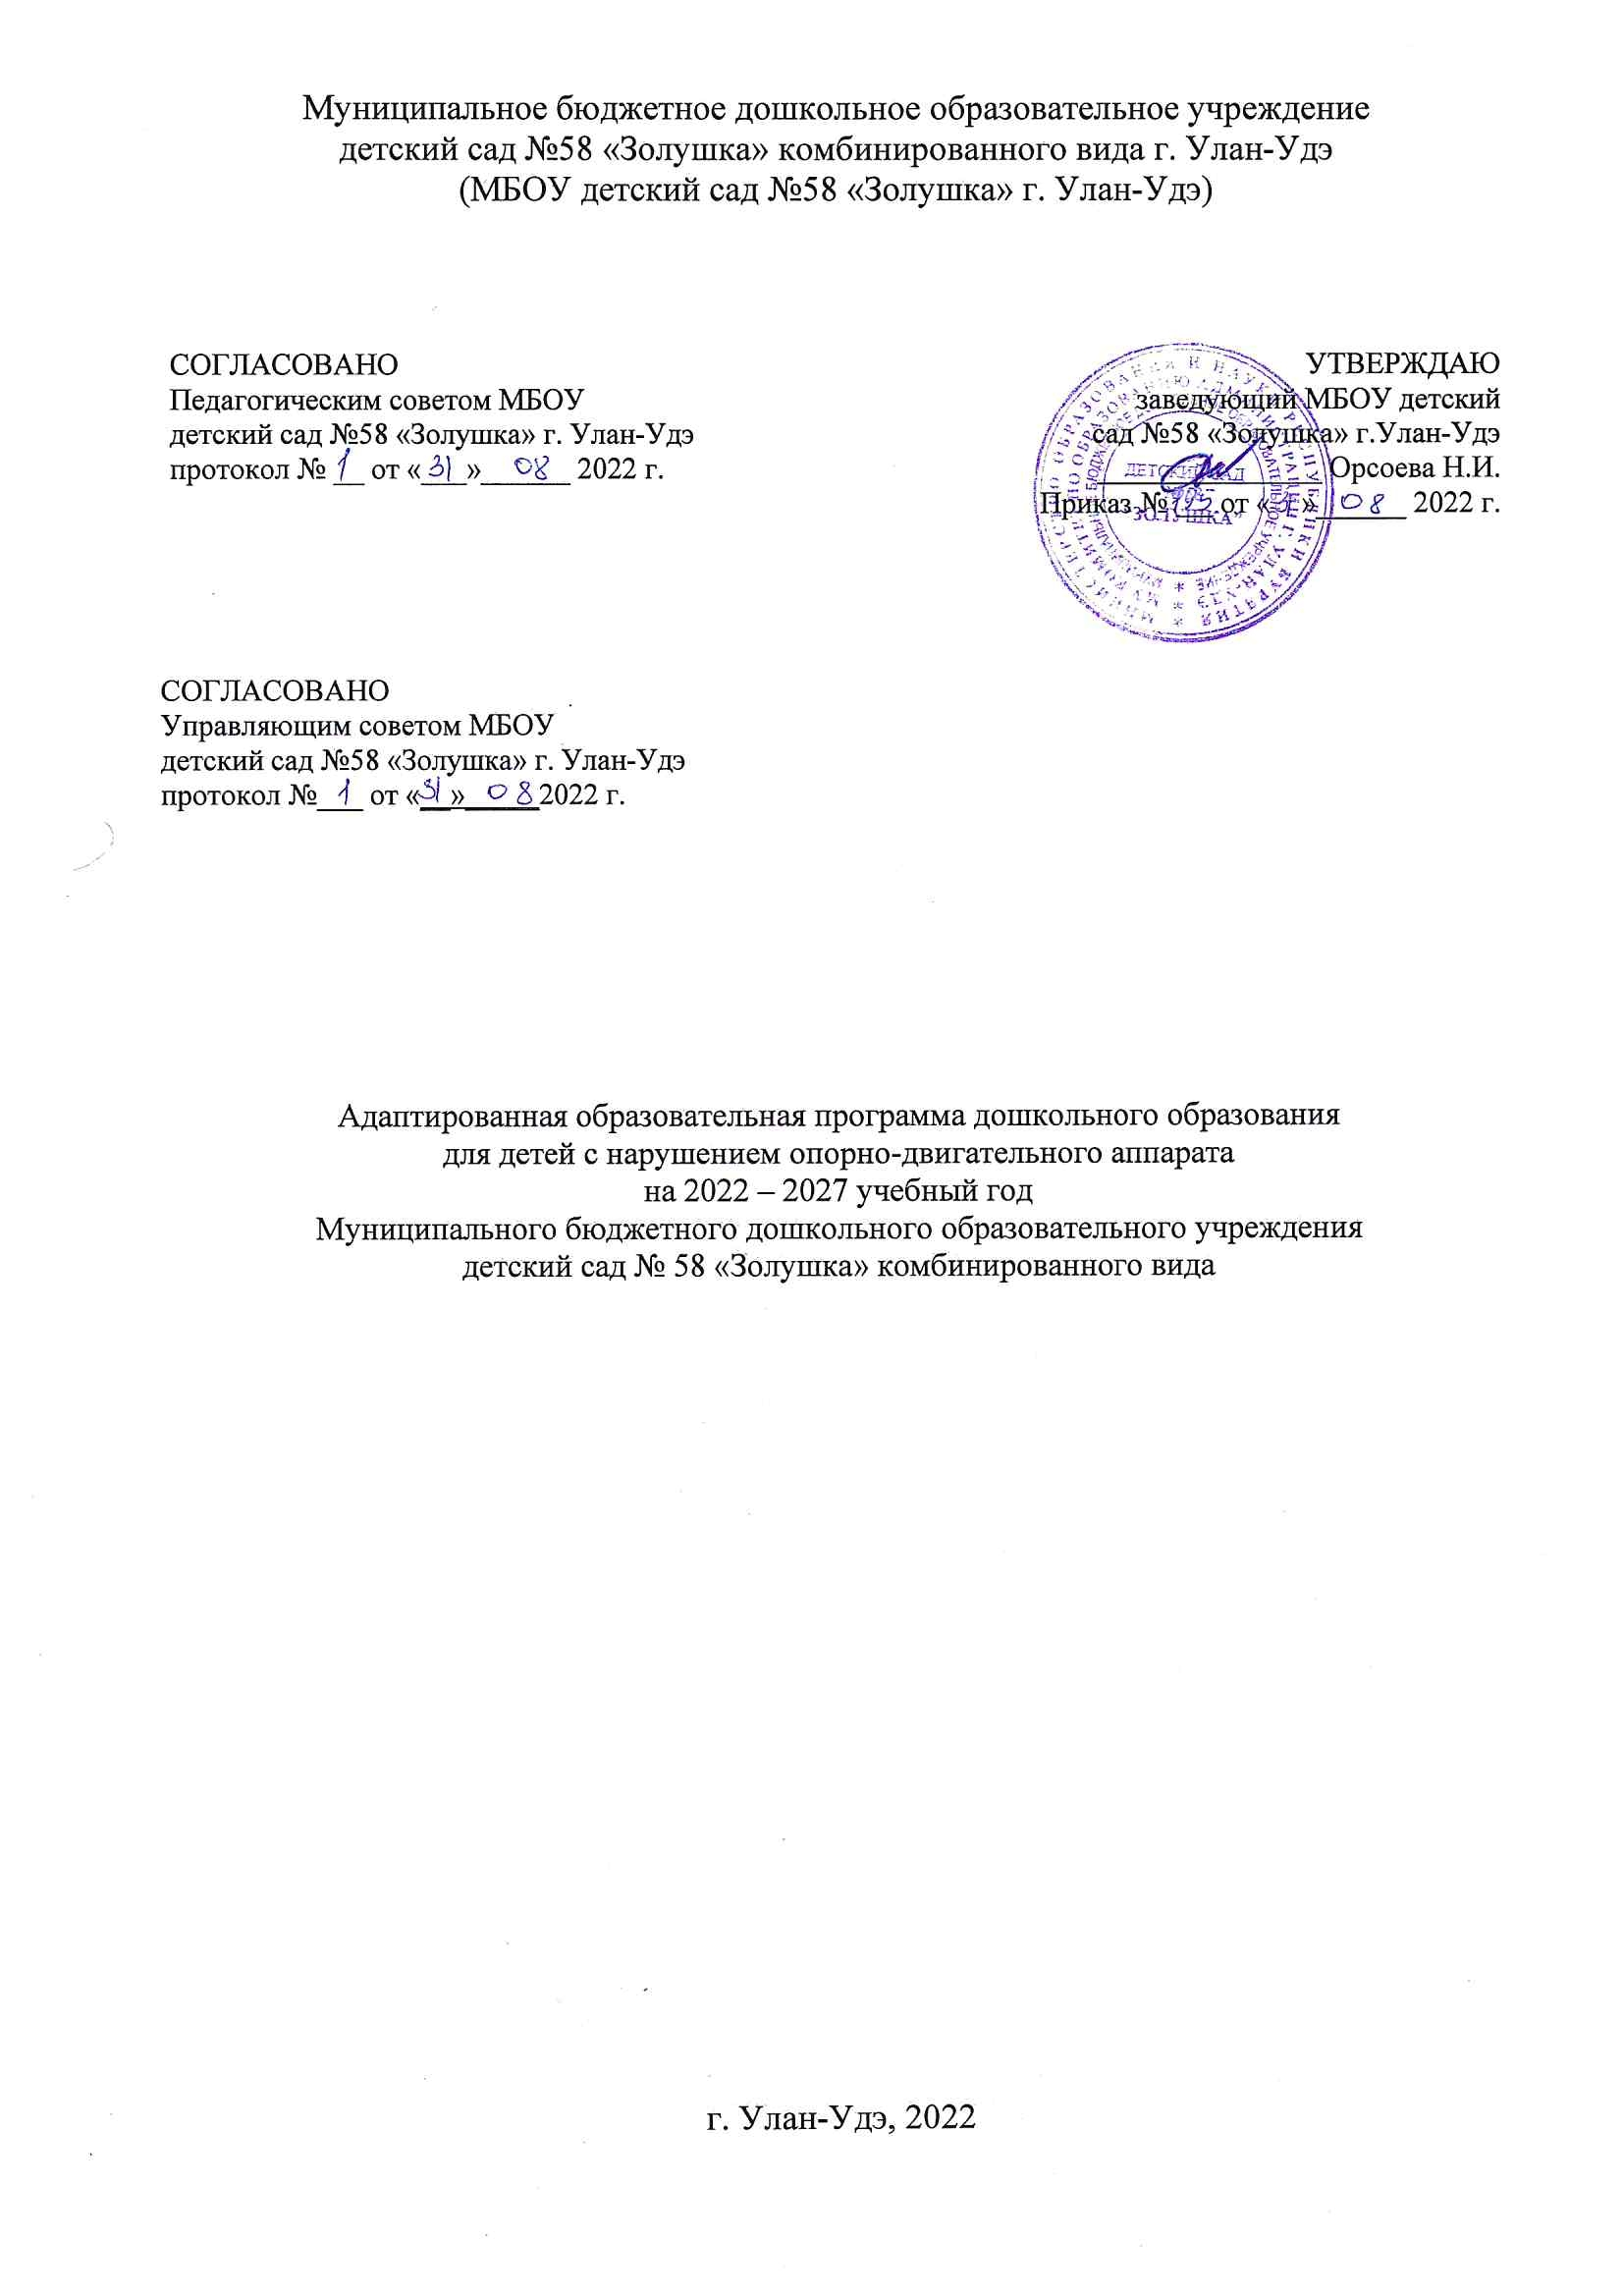 Муниципальное бюджетное дошкольное образовательное учреждение
детский сад №58 «Золушка» комбинированного вида г. Улан-Удэ
(МБОУ детский сад №58 «Золушка» г. Улан-Удэ)
СОГЛАСОВАНО
Педагогическим советом МБОУ
детский сад №58 «Золушка» г. Улан-Удэ
протокол № 1 от «31» 08 2022 г.
УТВЕРЖДАЮ
заведующий МБОУ детский
сад №58 «Золушка» г.Улан-Удэ
Орсоева Н.И.
Приказ № от «31» 08 2022 г.
ДЕТСКИЙ САД
"ЗОЛУШКА"
СОГЛАСОВАНО
Управляющим советом МБОУ
детский сад №58 «Золушка» г. Улан-Удэ
протокол № 1 от «31» 08 2022 г.
Адаптированная образовательная программа дошкольного образования
для детей с нарушением опорно-двигательного аппарата
на 2022 – 2027 учебный год
Муниципального бюджетного дошкольного образовательного учреждения
детский сад № 58 «Золушка» комбинированного вида
г. Улан-Удэ, 2022